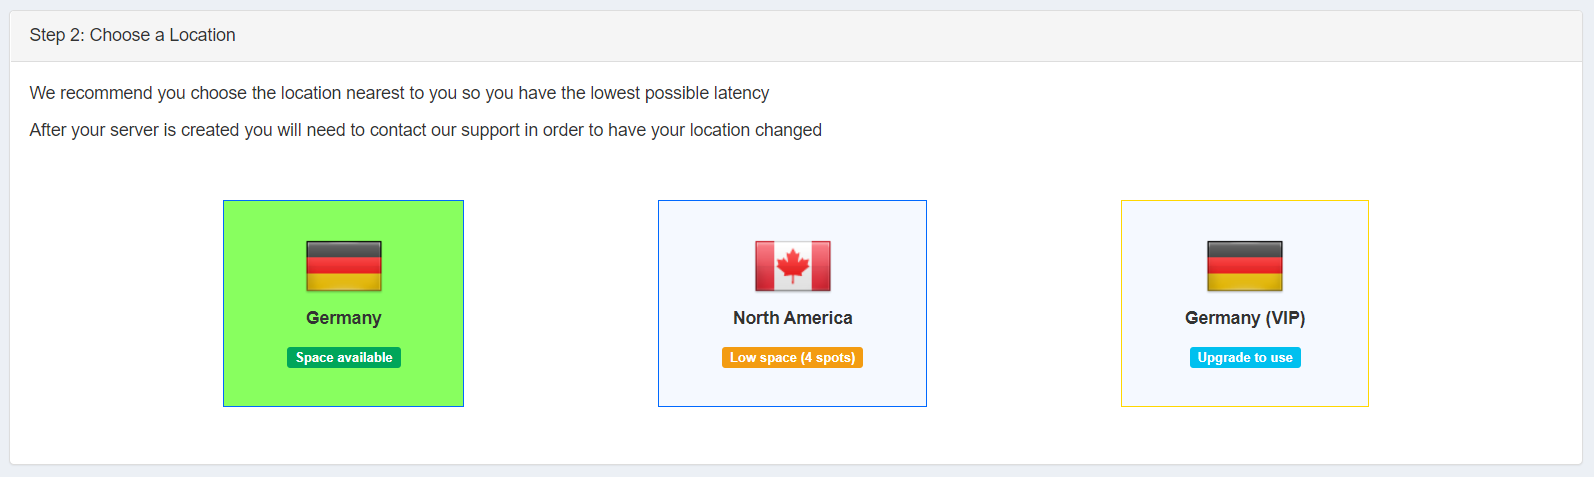 Step 2: Choose a Location
We recommend you choose the location nearest to you so you have the lowest possible latency
After your server is created you will need to contact our support in order to have your location changed
Germany
Space available
North America
Low space (4 spots)
Germany (VIP)
Upgrade to use